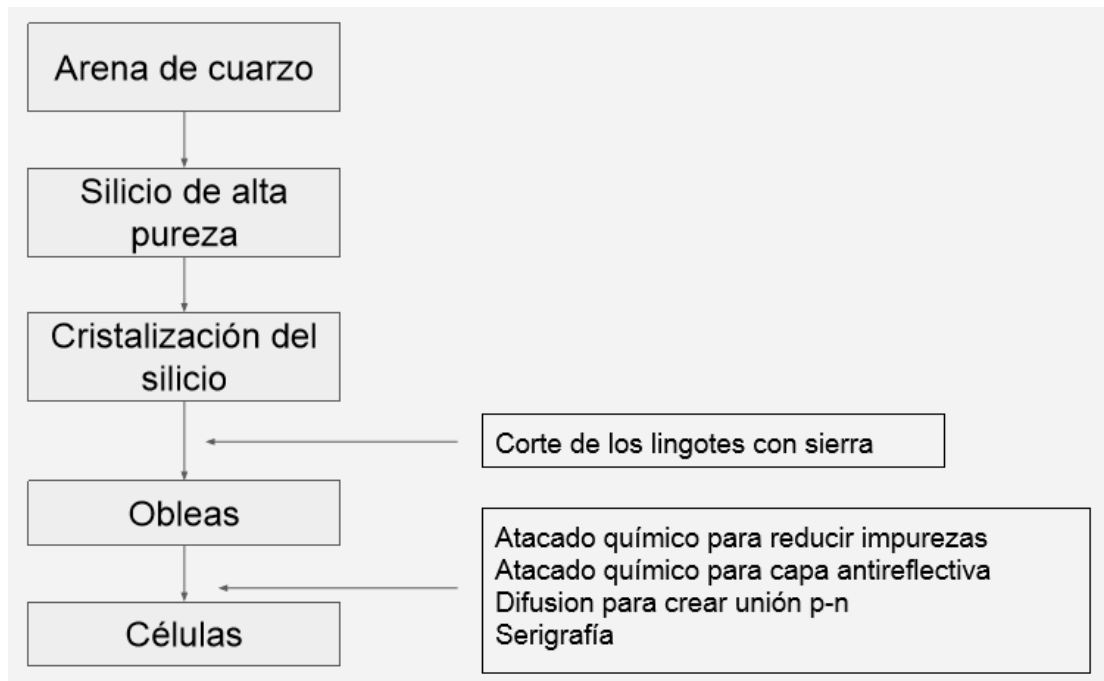 Arena de cuarzo
Silicio de alta
pureza
Cristalización del
silicio
Corte de los lingotes con sierra
Obleas
Atacado químico para reducir impurezas
Atacado químico para capa antireflectiva
Difusion para crear unión p-n
Serigrafía
Células